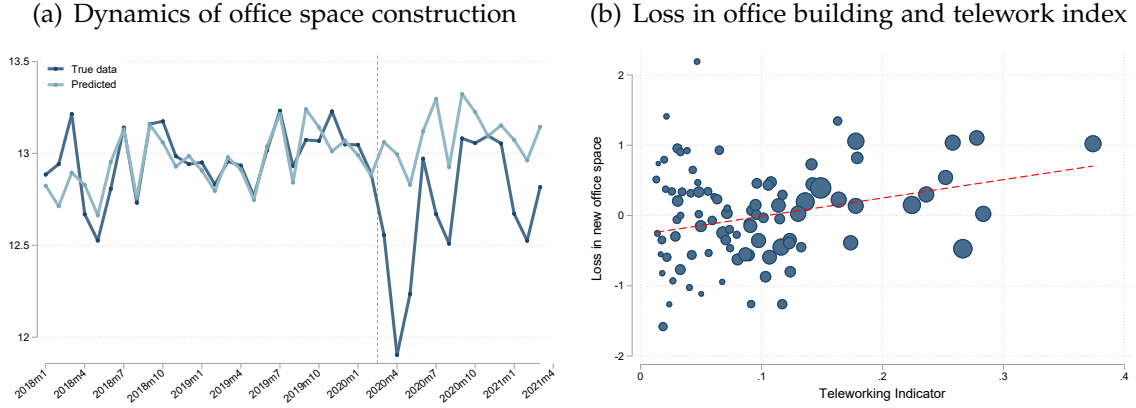 (a) Dynamics of office space construction
13.5
13
12.5
12
True data
Predicted
2018m1
2018m4
2018m7
2018m10
2019m1
2019m4
2019m7
2019m10
2020m1
2020m4
2020m7
2020m10
2021m1
2021m4
(b) Loss in office building and telework index
Loss in new office space
2
1
0
-1
-2
0
.1
.2
.3
.4
Teleworking Indicator